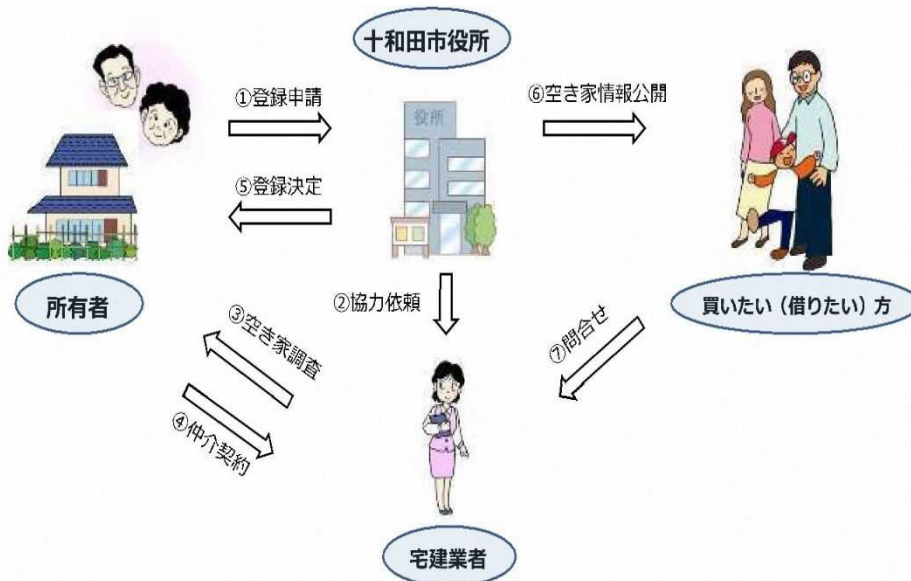 十和田市役所
①登録申請
役所
⑥空き家情報公開
⑤登録決定
所有者
②協力依頼
買いたい（借りたい）方
③空き家調査
⑦問合せ
④仲介契約
宅建業者